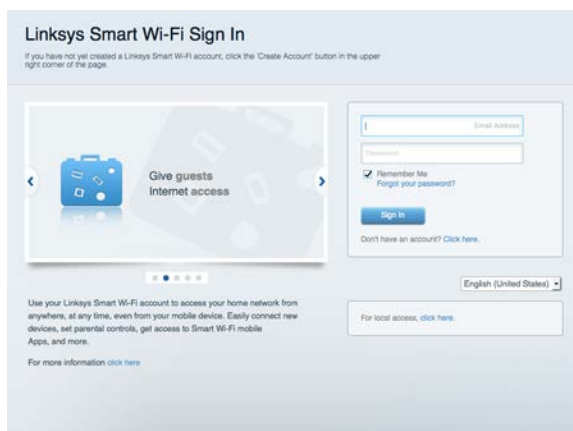 Linksys Smart Wi-Fi Sign In
If you have not yet created a Linksys Smart Wi-Fi account, click the 'Create Account' button in the upper
right corner of the page.
Give guests
Internet access
Email Address
Password
Remember Me
Forgot your password?
Sign In
Don't have an account? Click here.
English (United States)
Use your Linksys Smart Wi-Fi account to access your home network from
anywhere, at any time, even from your mobile device. Easily connect new
devices, set parental controls, get access to Smart Wi-Fi mobile
Apps, and more.
For more information click here
For local access, click here.